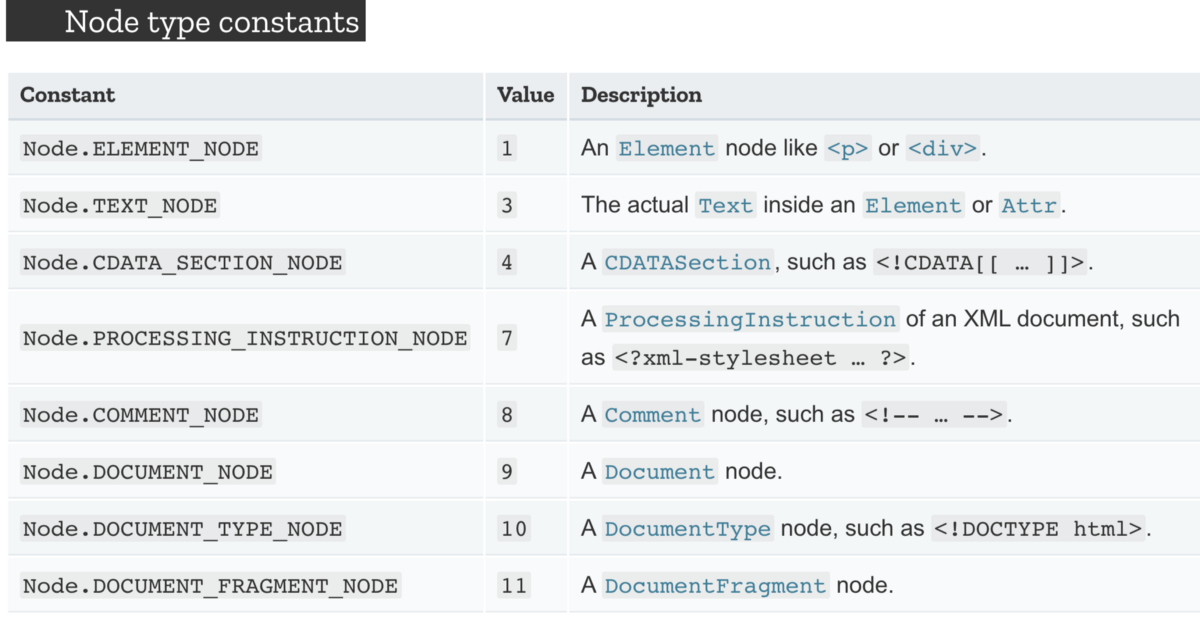 Node type constants
Constant Value Description
Node.ELEMENT_NODE 1 An Element node like <p> or <div>.
Node.TEXT_NODE 3 The actual Text inside an Element or Attr.
Node.CDATA_SECTION_NODE 4 A CDATASection, such as <!CDATA[[ … ]]>.
Node.PROCESSING_INSTRUCTION_NODE 7 A ProcessingInstruction of an XML document, such
as <?xml-stylesheet … ?>.
Node.COMMENT_NODE 8 A Comment node, such as <!-- … -->.
Node.DOCUMENT_NODE 9 A Document node.
Node.DOCUMENT_TYPE_NODE 10 A DocumentType node, such as <!DOCTYPE html>.
Node.DOCUMENT_FRAGMENT_NODE 11 A DocumentFragment node.